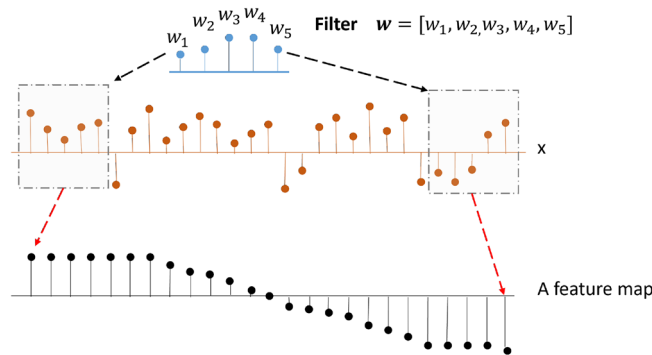 w₁ w₂ w₃ w₄ w₅
Filter w = [w₁, w₂, w₃, w₄, w₅]
x
A feature map